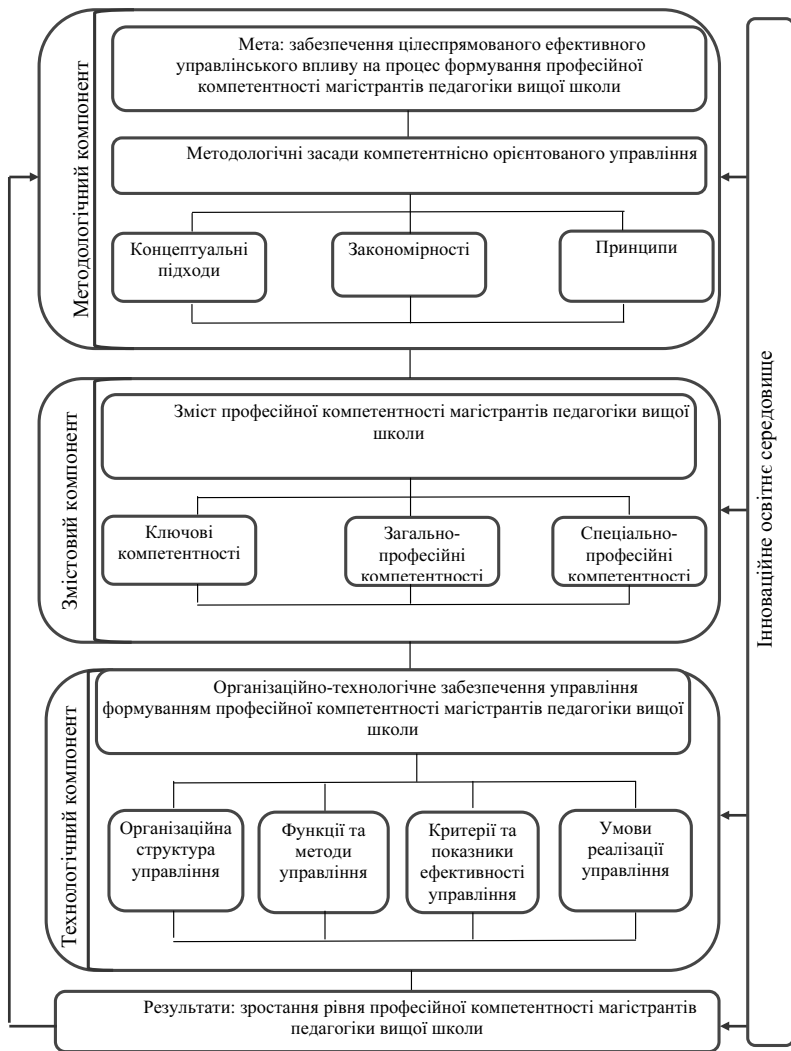 Методологічний компонент
Мета: забезпечення цілеспрямованого ефективного
управлінського впливу на процес формування професійної
компетентності магістрантів педагогіки вищої школи
Методологічні засади компетентнісно орієнтованого управління
Концептуальні
підходи
Закономірності
Принципи
Змістовий компонент
Зміст професійної компетентності магістрантів педагогіки вищої
школи
Ключові
компетентності
Загально-
професійні
компетентності
Спеціально-
професійні
компетентності
Технологічний компонент
Організаційно-технологічне забезпечення управління
формуванням професійної компетентності магістрантів педагогіки вищої
школи
Організаційна
структура
управління
Функції та
методи
управління
Критерії та
показники
ефективності
управління
Умови
реалізації
управління
Результати: зростання рівня професійної компетентності магістрантів
педагогіки вищої школи
Інноваційне освітнє середовище